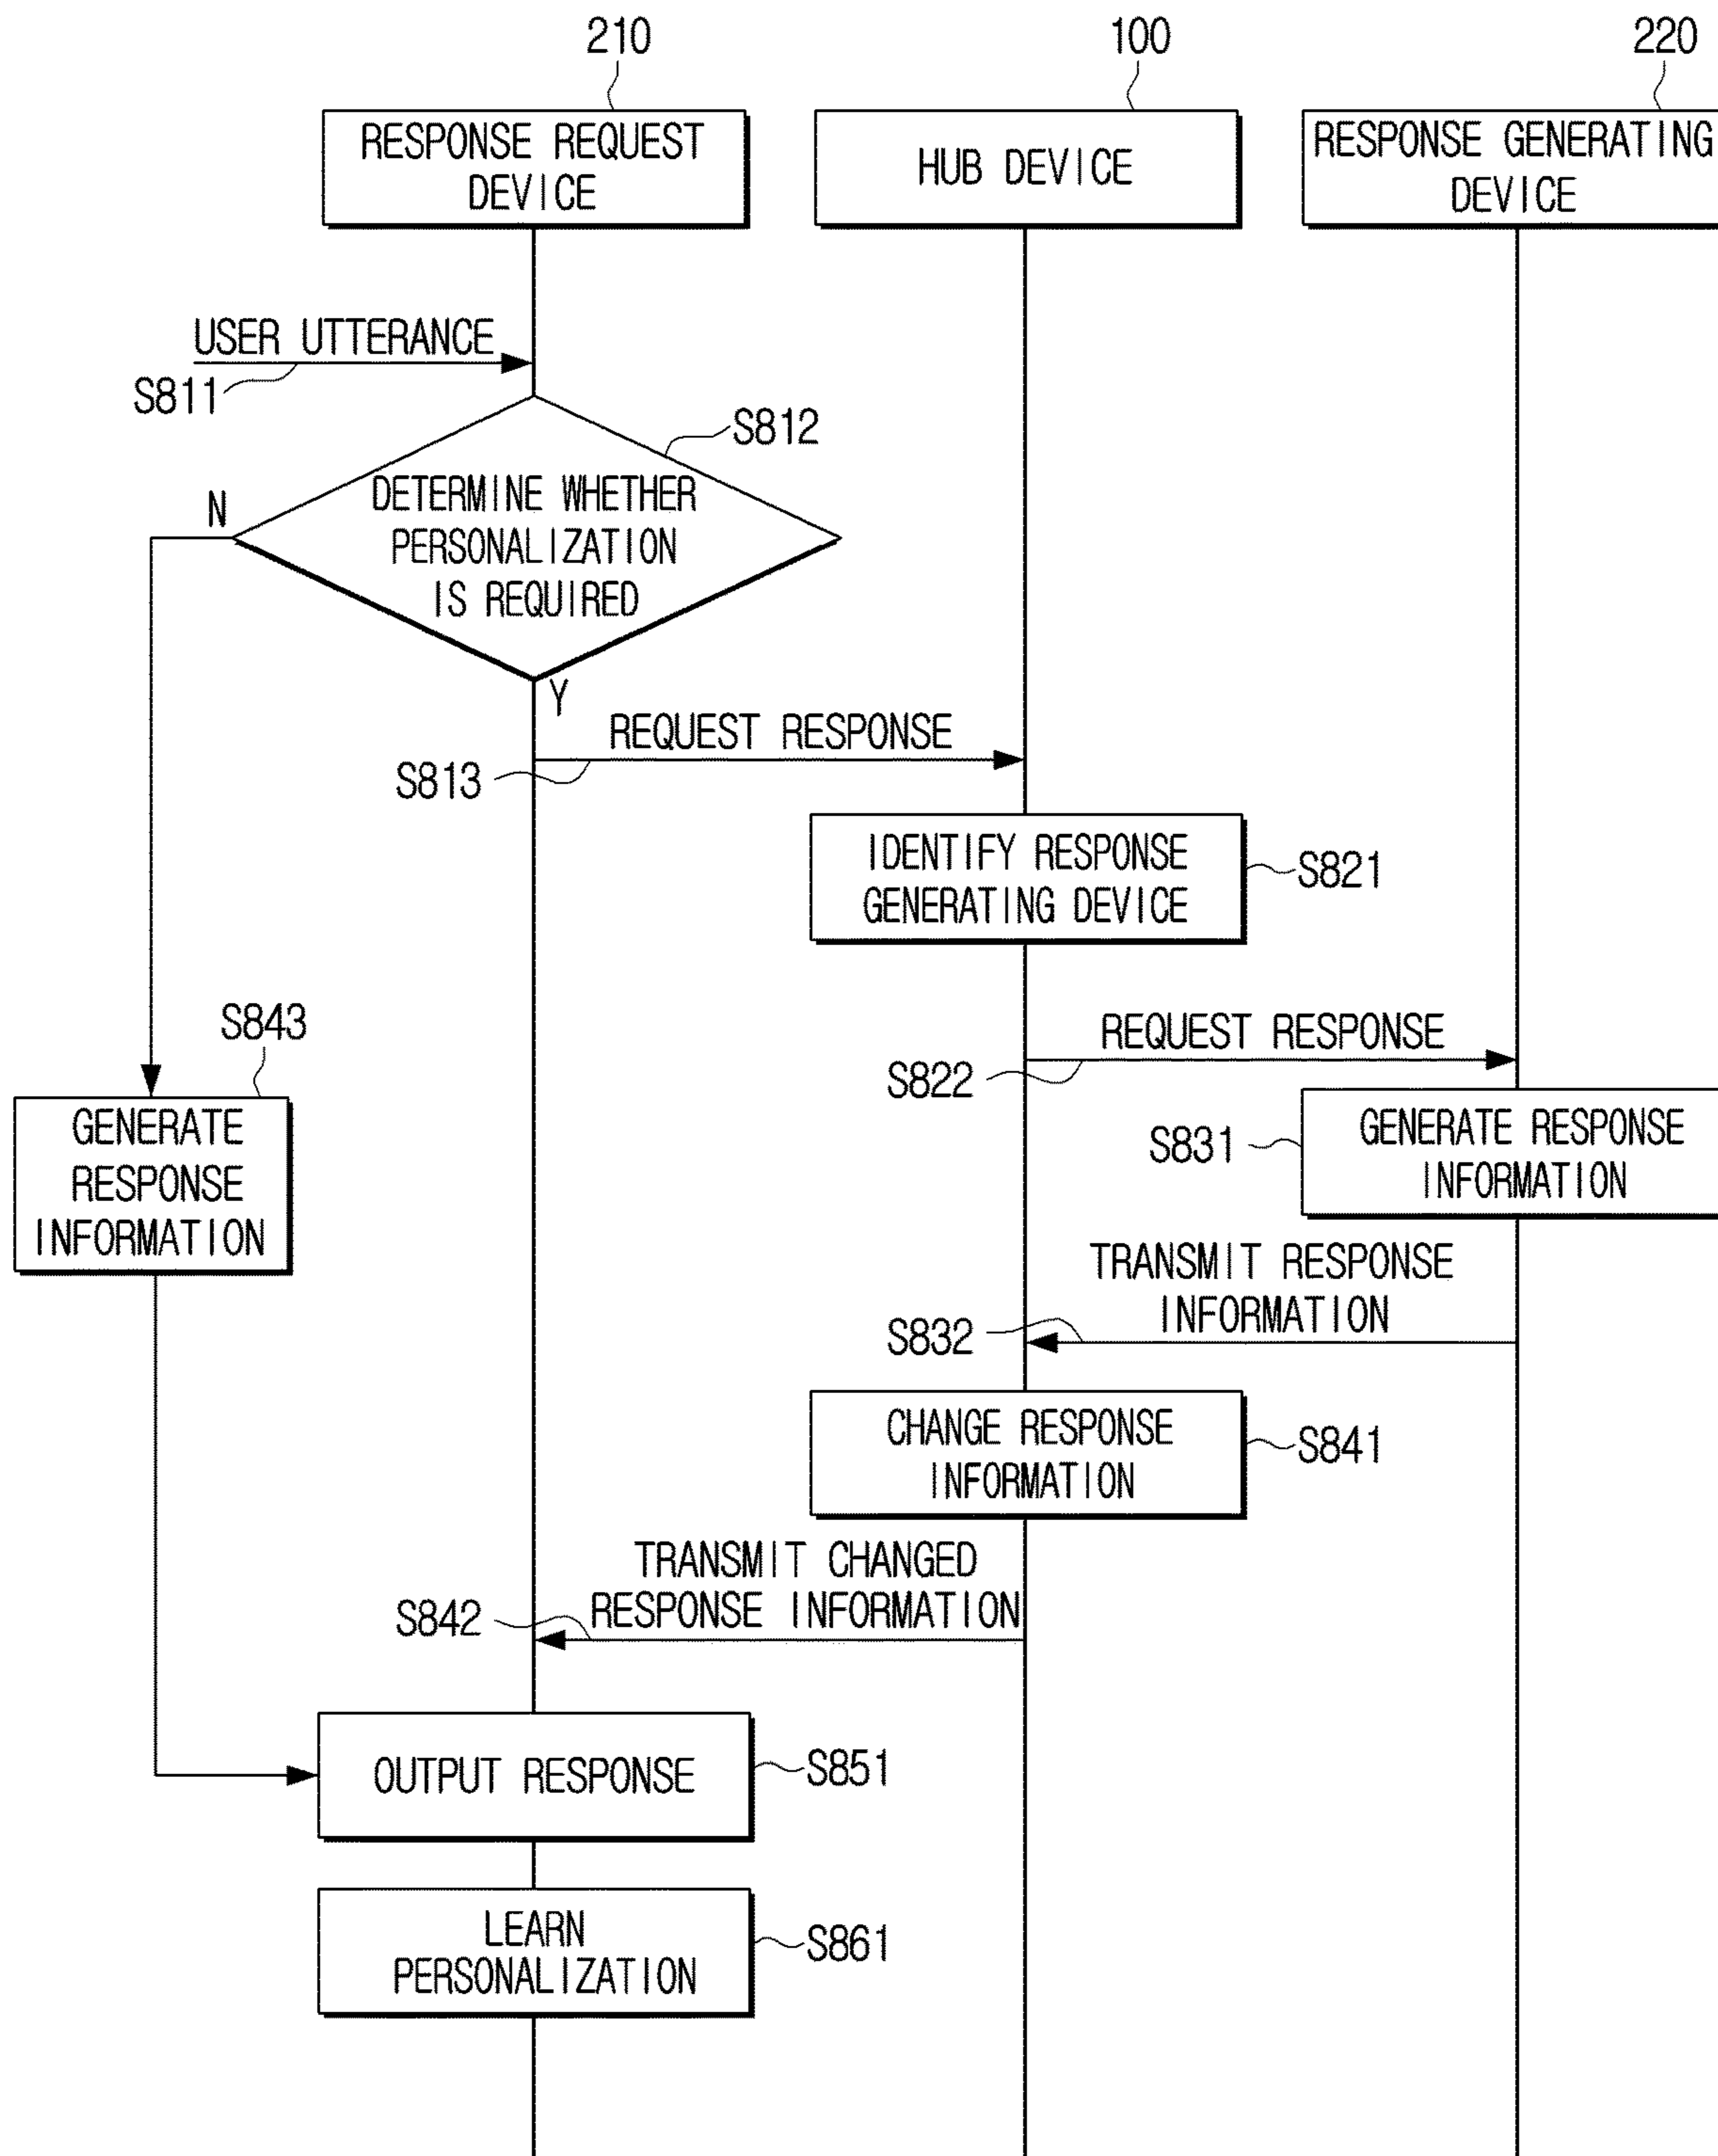 210
100
220
RESPONSE REQUEST
DEVICE
HUB DEVICE
RESPONSE GENERATING
DEVICE
USER UTTERANCE
S811
S812
DETERMINE WHETHER
PERSONALIZATION
IS REQUIRED
N
Y
REQUEST RESPONSE
S813
IDENTIFY RESPONSE
GENERATING DEVICE
S821
REQUEST RESPONSE
S822
S843
GENERATE
RESPONSE
INFORMATION
S831
GENERATE RESPONSE
INFORMATION
TRANSMIT RESPONSE
INFORMATION
S832
CHANGE RESPONSE
INFORMATION
S841
TRANSMIT CHANGED
RESPONSE INFORMATION
S842
OUTPUT RESPONSE
S851
LEARN
PERSONALIZATION
S861